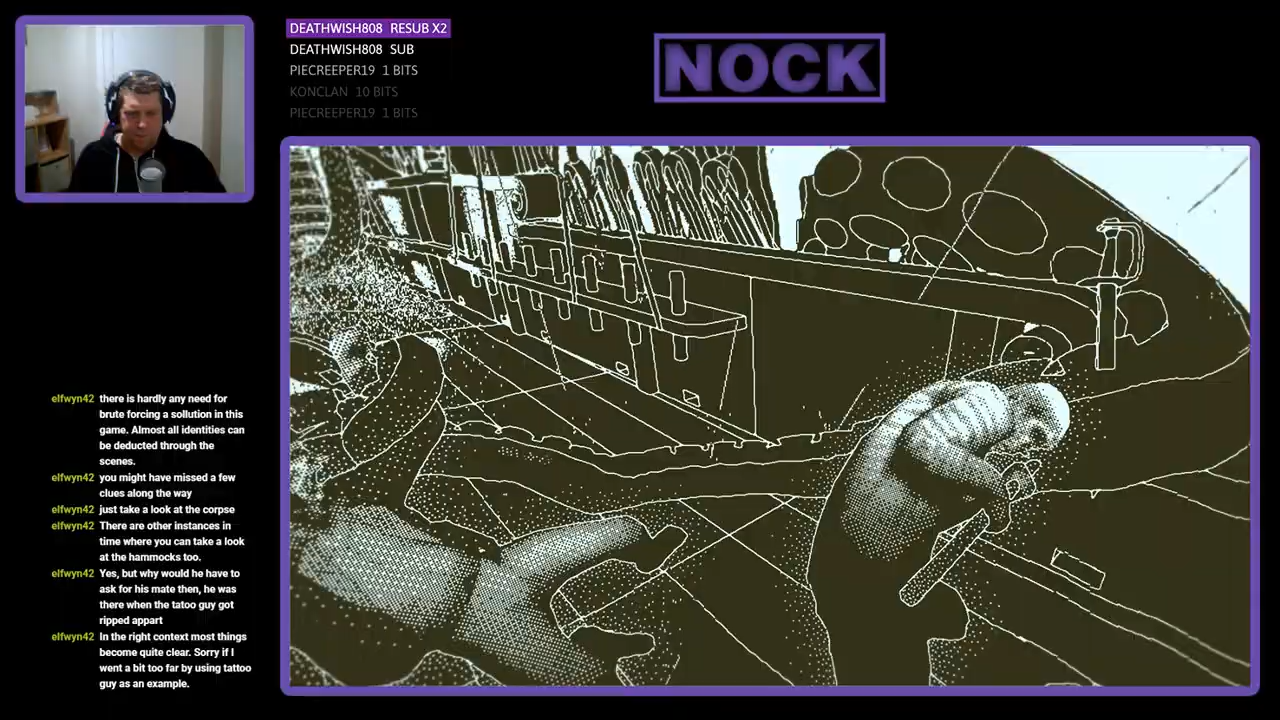 DEATHWISH808 RESUB X2
DEATHWISH808 SUB
PIECREEPER19 1 BITS
KONCLAN 10 BITS
PIECREEPER19 1 BITS
NOCK
elfwyn42 there is hardly any need for
brute forcing a sollution in this
game. Almost all identities can
be deducted through the
scenes.
elfwyn42 you might have missed a few
clues along the way
elfwyn42 just take a look at the corpse
elfwyn42 There are other instances in
time where you can take a look
at the hammocks too.
elfwyn42 Yes, but why would he have to
ask for his mate then, he was
there when the tatoo guy got
ripped appart
elfwyn42 In the right context most things
become quite clear. Sorry if I
went a bit too far by using tattoo
guy as an example.